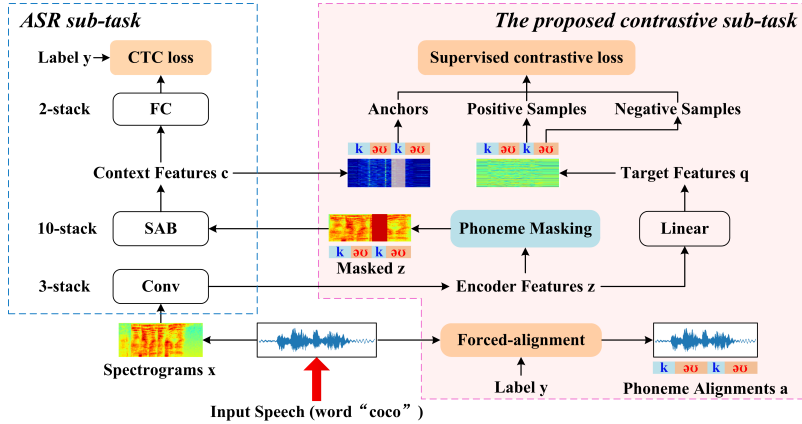 ASR sub-task
The proposed contrastive sub-task
Label y
CTC loss
Supervised contrastive loss
2-stack
FC
Anchors
Positive Samples
Negative Samples
k əʊ k əʊ
k əʊ k əʊ
Context Features c
Target Features q
10-stack
SAB
Phoneme Masking
Linear
k əʊ k əʊ
Masked z
3-stack
Conv
Encoder Features z
Spectrograms x
Forced-alignment
k əʊ k əʊ
Label y
Phoneme Alignments a
Input Speech (word “coco”)